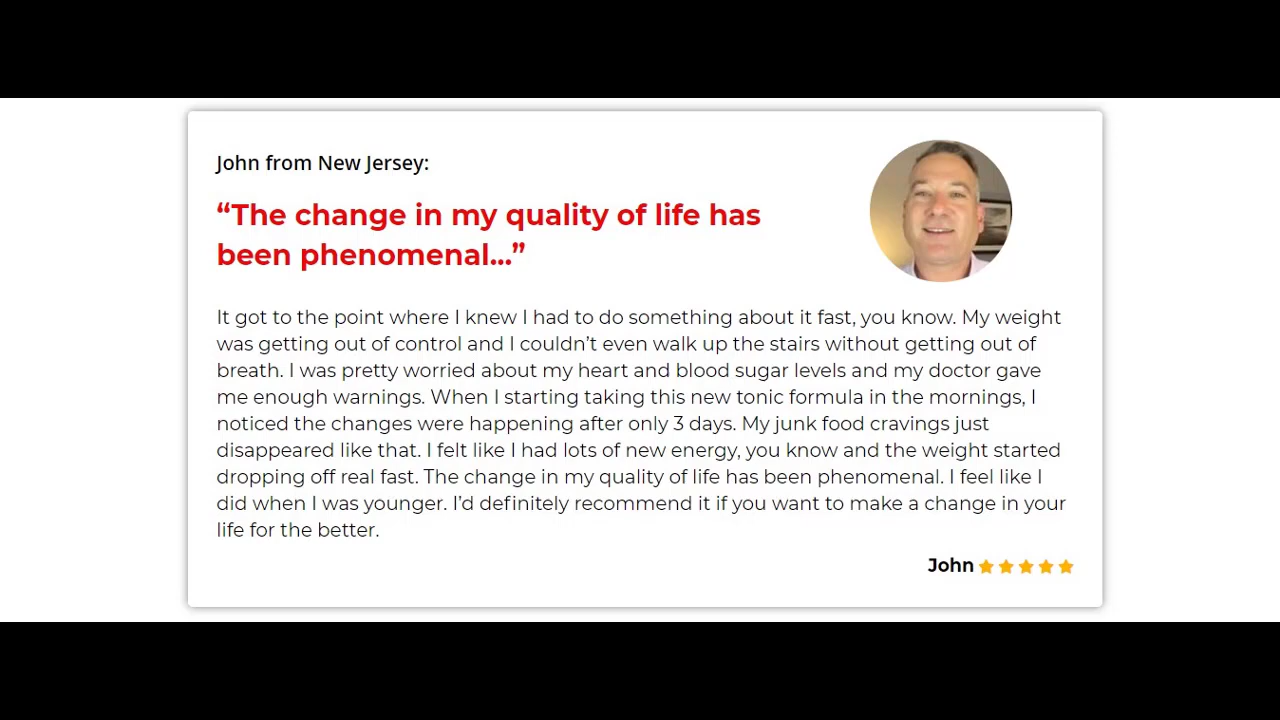 John from New Jersey:
“The change in my quality of life has
been phenomenal...”
It got to the point where I knew I had to do something about it fast, you know. My weight
was getting out of control and I couldn’t even walk up the stairs without getting out of
breath. I was pretty worried about my heart and blood sugar levels and my doctor gave
me enough warnings. When I starting taking this new tonic formula in the mornings, I
noticed the changes were happening after only 3 days. My junk food cravings just
disappeared like that. I felt like I had lots of new energy, you know and the weight started
dropping off real fast. The change in my quality of life has been phenomenal. I feel like I
did when I was younger. I’d definitely recommend it if you want to make a change in your
life for the better.
John